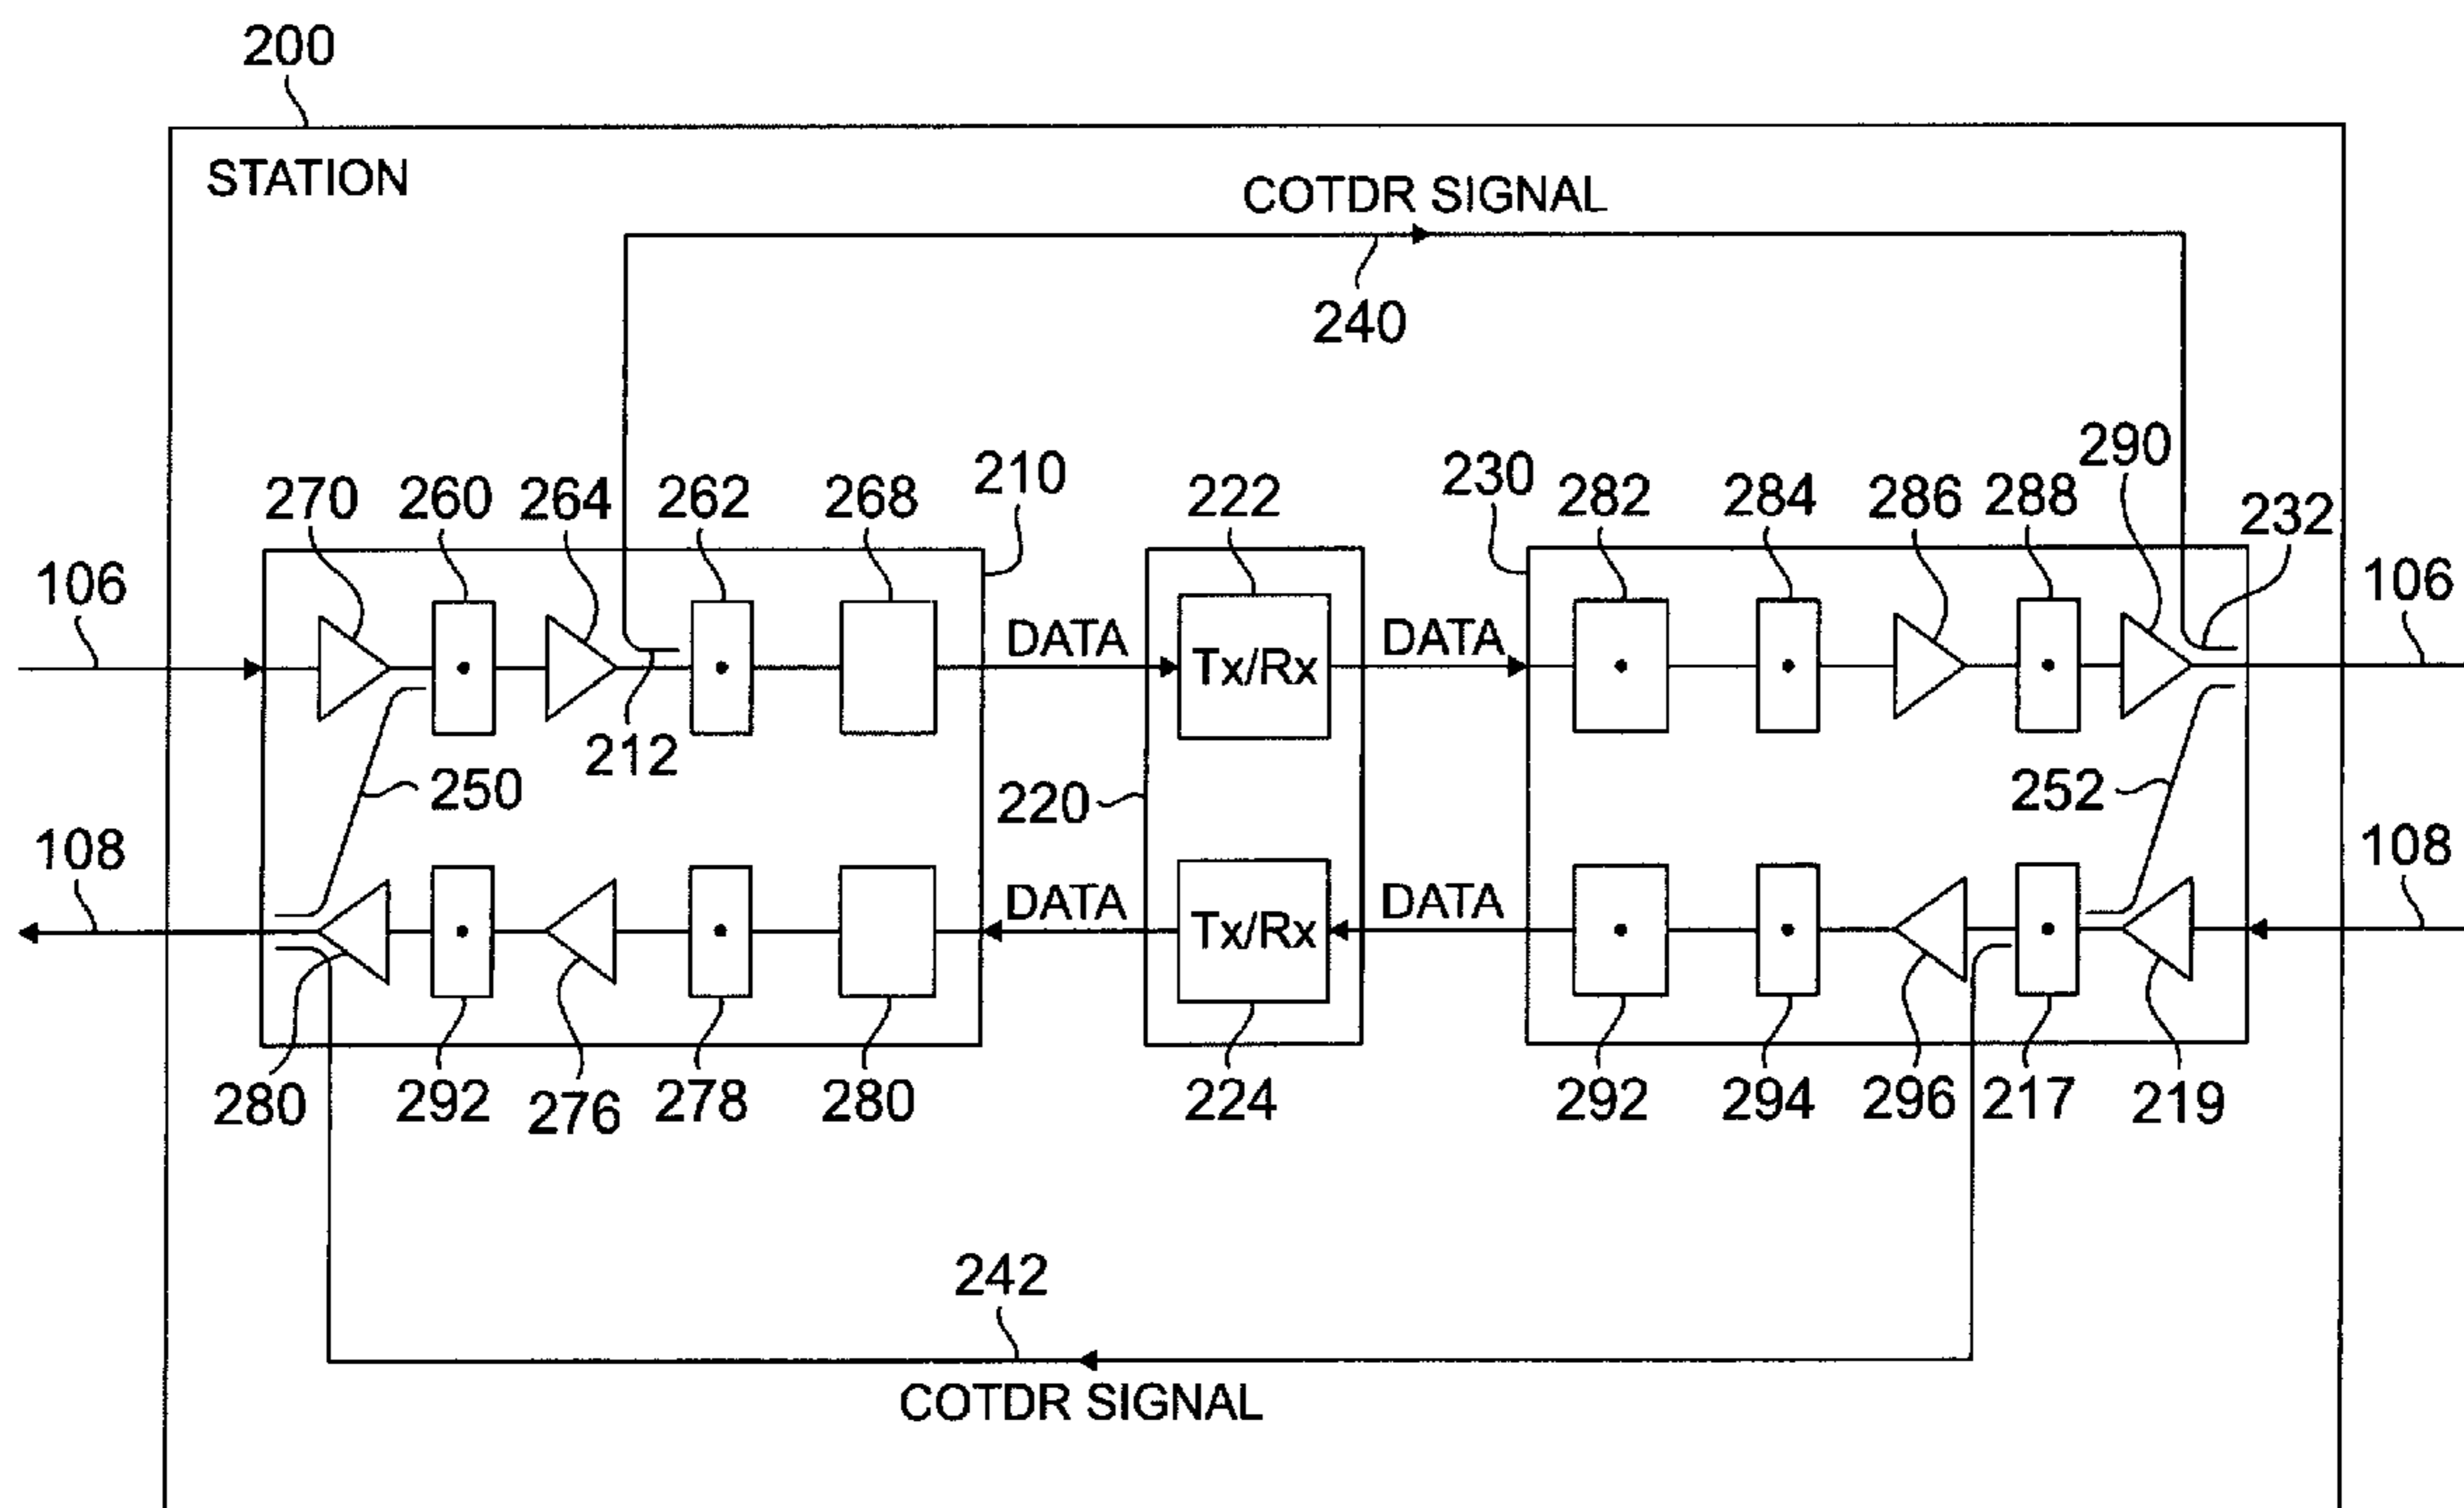 200
STATION
COTDR SIGNAL
240
270 260 264 262 268 210 222 230 282 284 286 288 290 232
106 DATA Tx/Rx DATA 106
212
250 220 252
108 DATA Tx/Rx DATA 108
280 292 276 278 280 224 292 294 296 217 219
242
COTDR SIGNAL